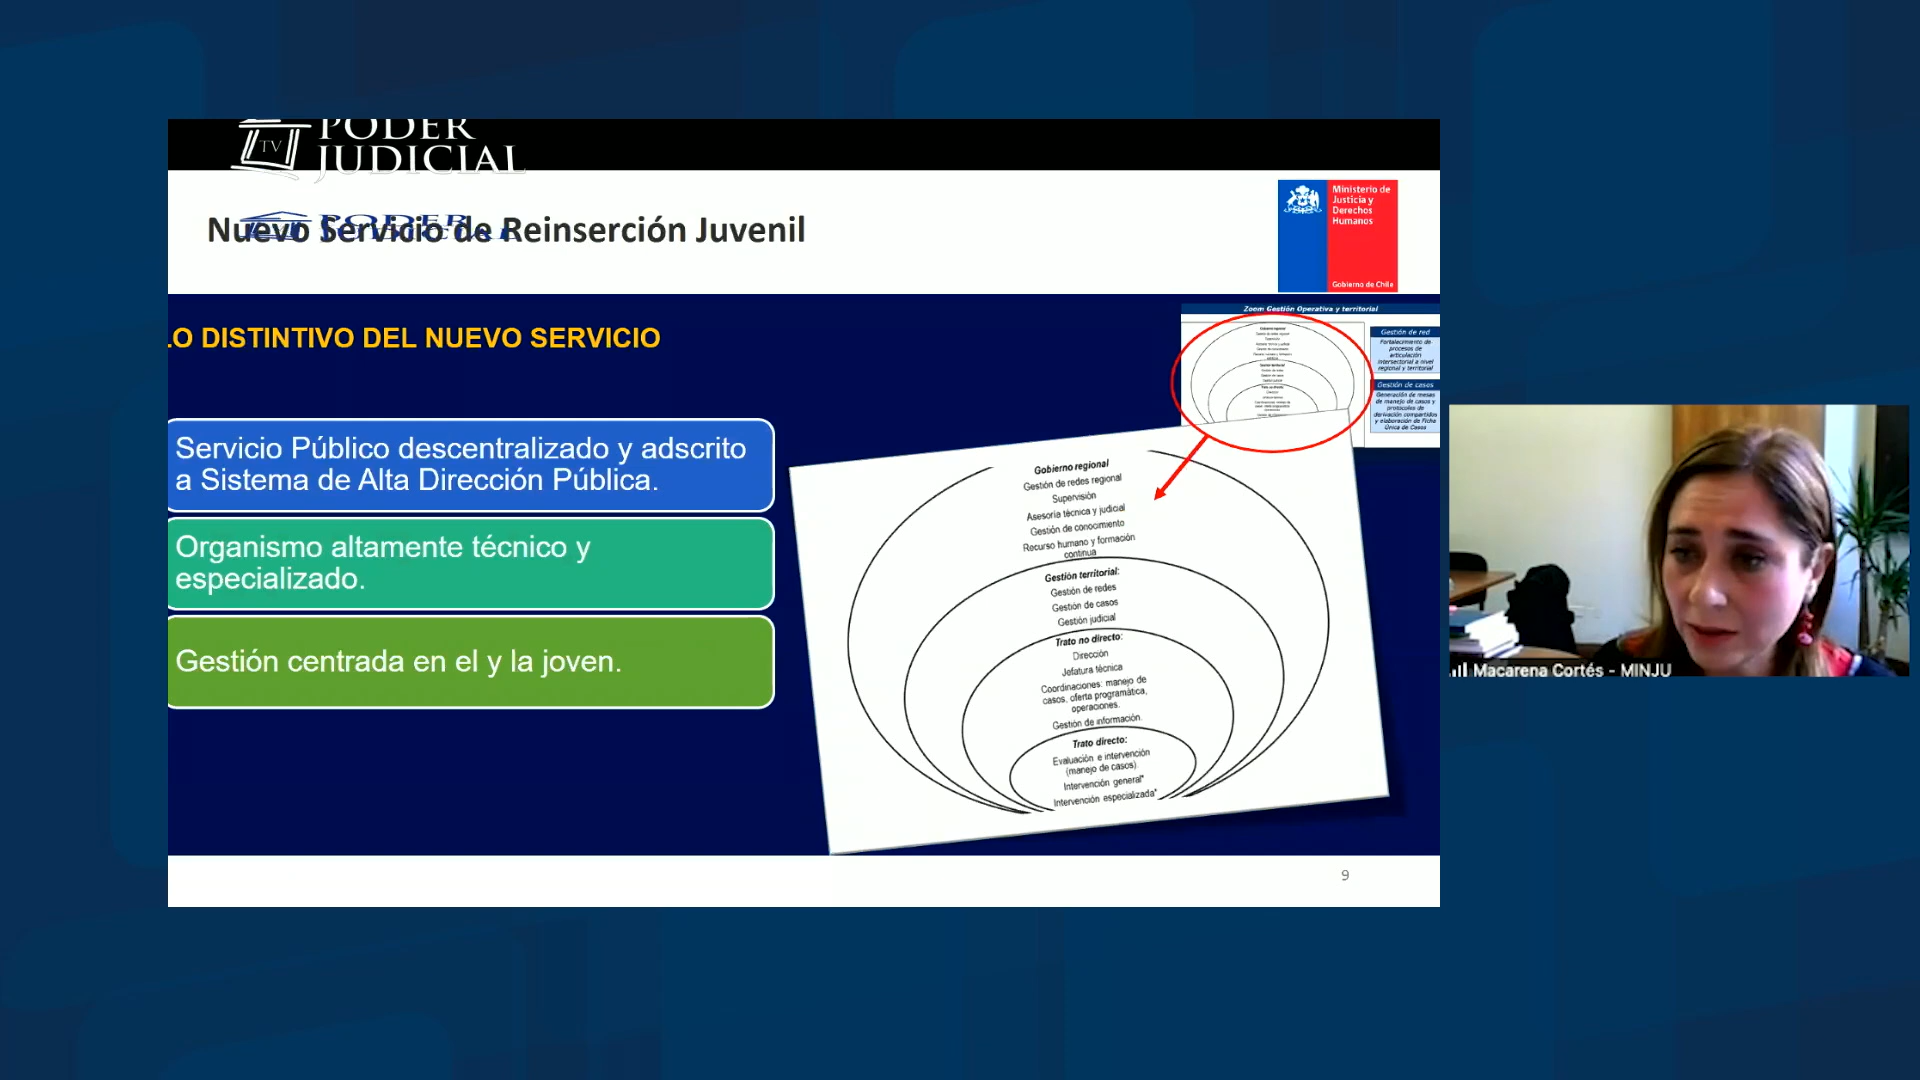 TV
PODER
JUDICIAL
Nuevo Servicio de Reinserción Juvenil
PODER
JUDICIAL
Ministerio de
Justicia y
Derechos
Humanos
Gobierno de Chile
LO DISTINTIVO DEL NUEVO SERVICIO
Servicio Público descentralizado y adscrito
a Sistema de Alta Dirección Pública.
Organismo altamente técnico y
especializado.
Gestión centrada en el y la joven.
Zoom Gestión Operativa y territorial
Gestión de red
Fortalecimiento de
procesos de
articulación
intersectorial a nivel
regional y territorial
Gestión de casos
Generación de mesas
de manejo de casos y
protocolos de
derivación compartidos
y elaboración de Ficha
Única de Casos
Gobierno regional
Gestión de redes regional
Supervisión
Asesoría técnica y judicial
Gestión de conocimiento
Recurso humano y formación
continua
Gestión territorial:
Gestión de redes
Gestión de casos
Gestión judicial
Trato no directo:
Dirección
Jefatura técnica
Coordinaciones: manejo de
casos, oferta programática,
operaciones.
Gestión de información.
Trato directo:
Evaluación e intervención
(manejo de casos).
Intervención general*
Intervención especializada*
9
Macarena Cortés - MINJU